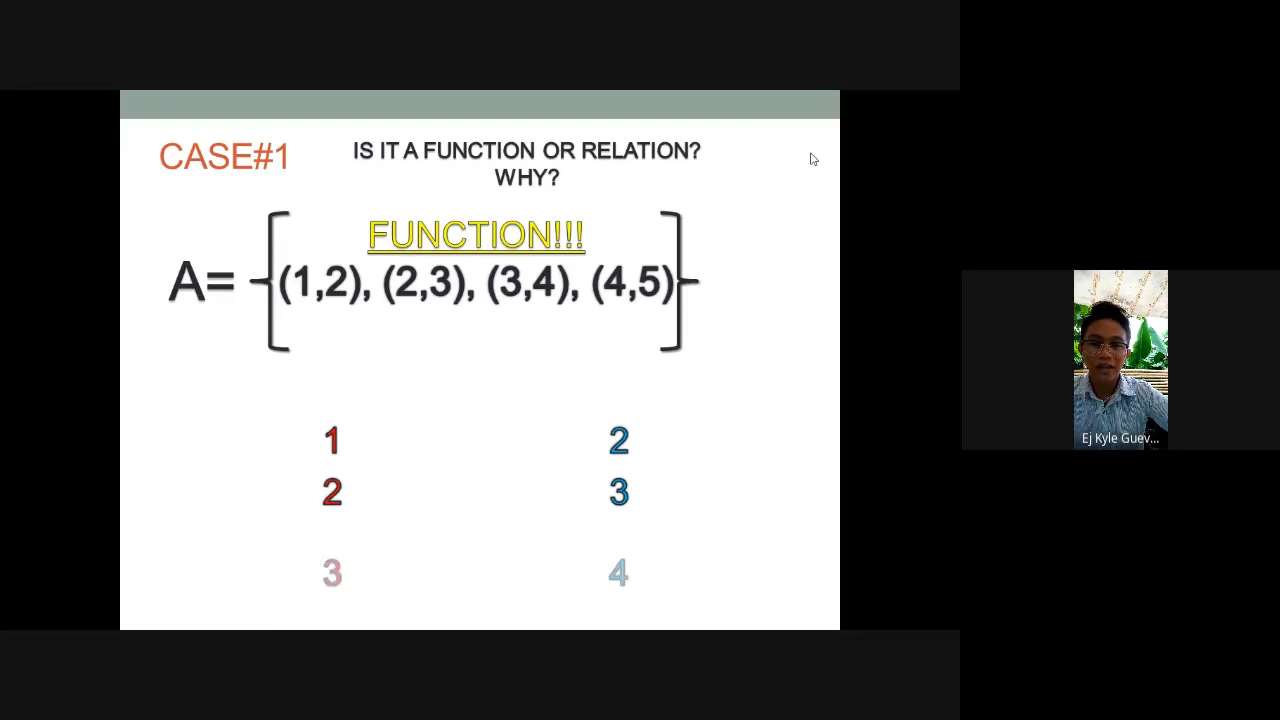 CASE#1
IS IT A FUNCTION OR RELATION?
WHY?
FUNCTION!!!
A= {(1,2), (2,3), (3,4), (4,5)}
1 2
2 3
3 4
Ej Kyle Guev...